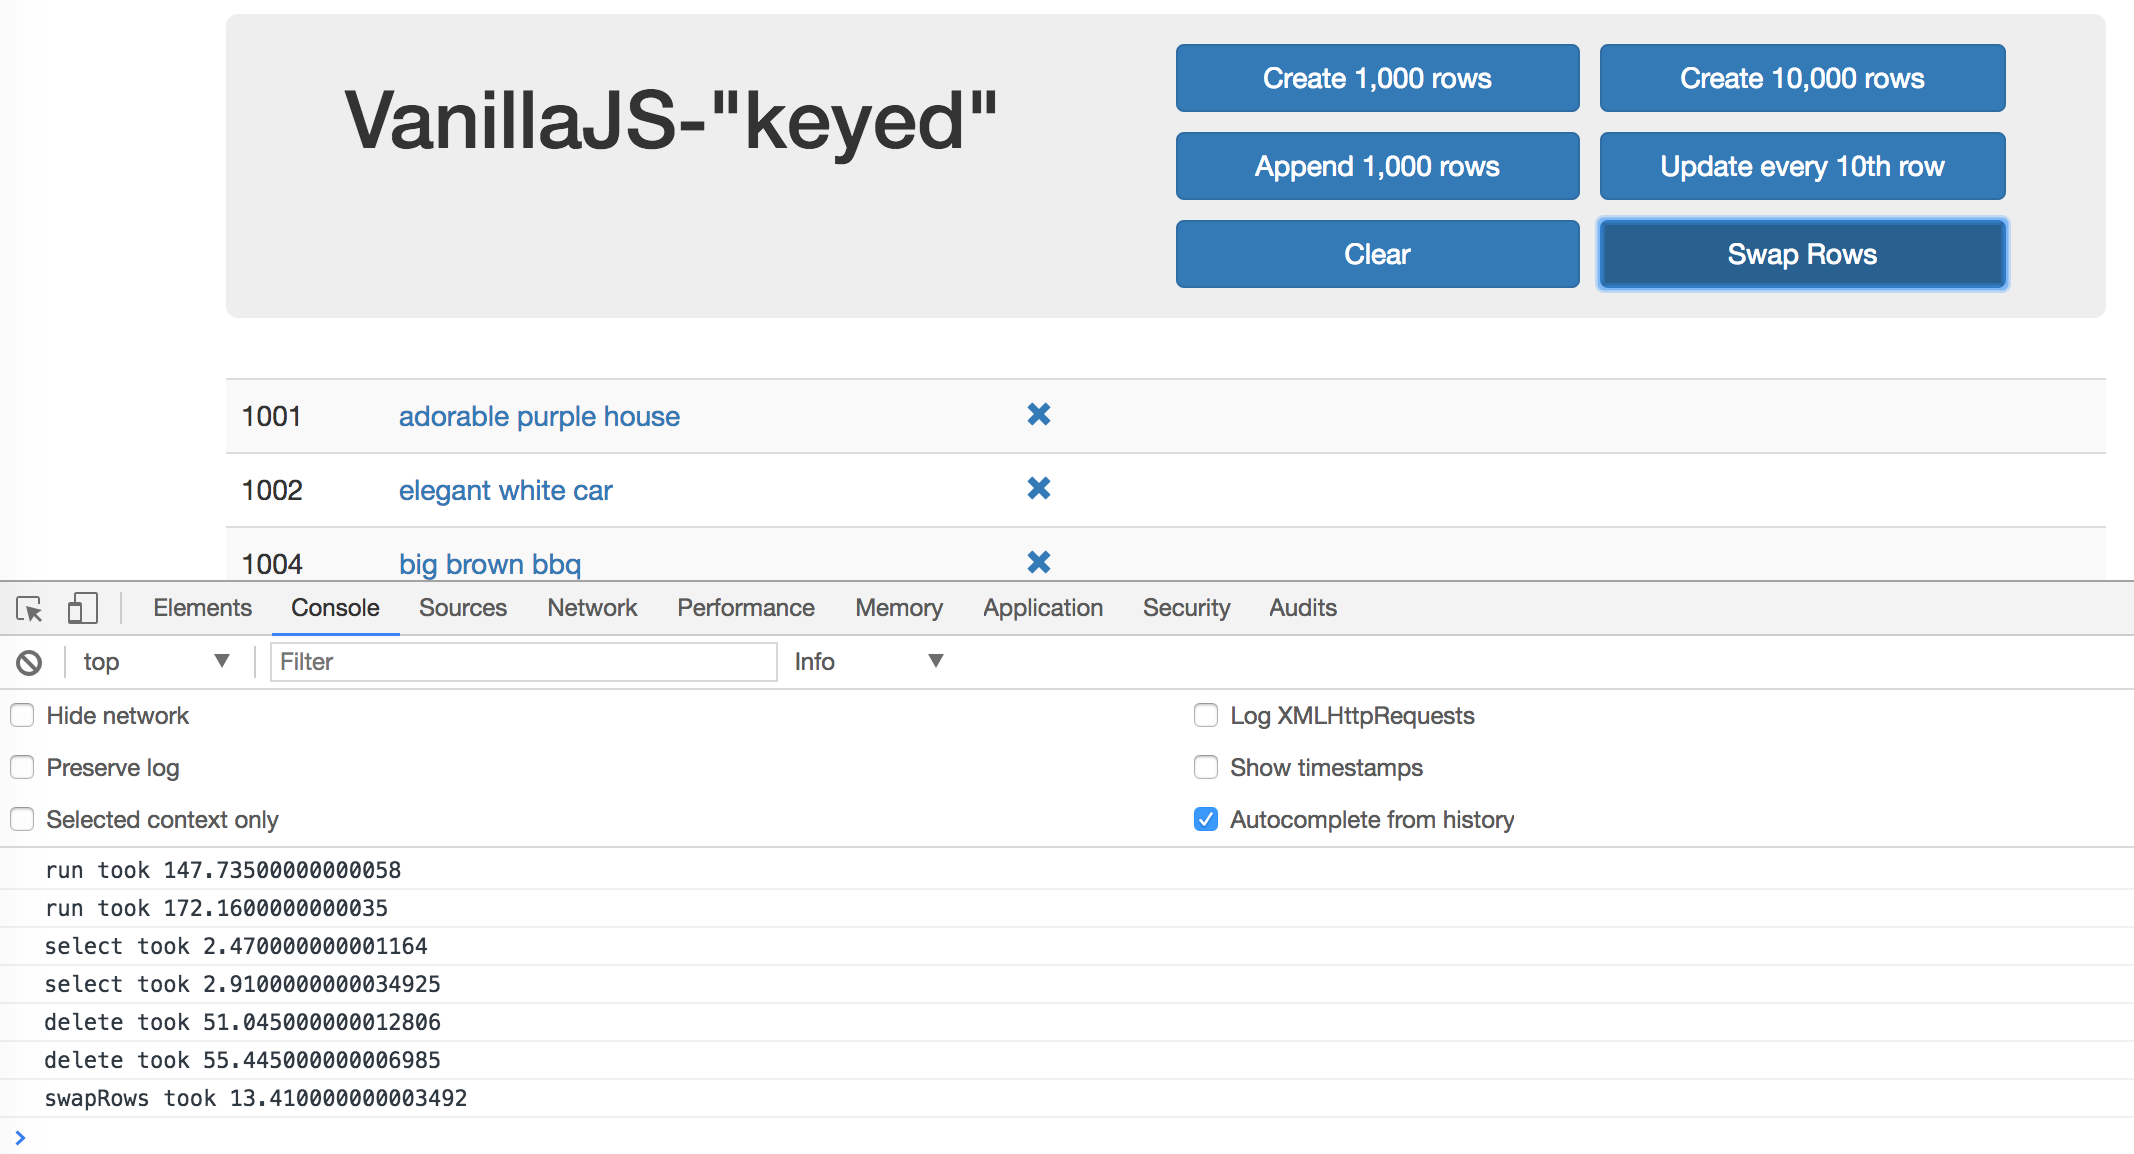 VanillaJS-"keyed"
Create 1,000 rows
Create 10,000 rows
Append 1,000 rows
Update every 10th row
Clear
Swap Rows
1001 adorable purple house
1002 elegant white car
1004 big brown bbq
Elements Console Sources Network Performance Memory Application Security Audits
top Filter Info
Hide network
Log XMLHttpRequests
Preserve log
Show timestamps
Selected context only
Autocomplete from history
run took 147.73500000000058
run took 172.1600000000035
select took 2.470000000001164
select took 2.9100000000034925
delete took 51.045000000012806
delete took 55.445000000006985
swapRows took 13.410000000003492